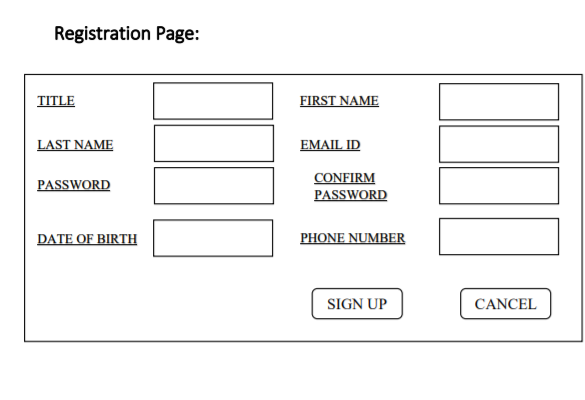 Registration Page:
TITLE
FIRST NAME
LAST NAME
EMAIL ID
PASSWORD
CONFIRM
PASSWORD
DATE OF BIRTH
PHONE NUMBER
SIGN UP
CANCEL